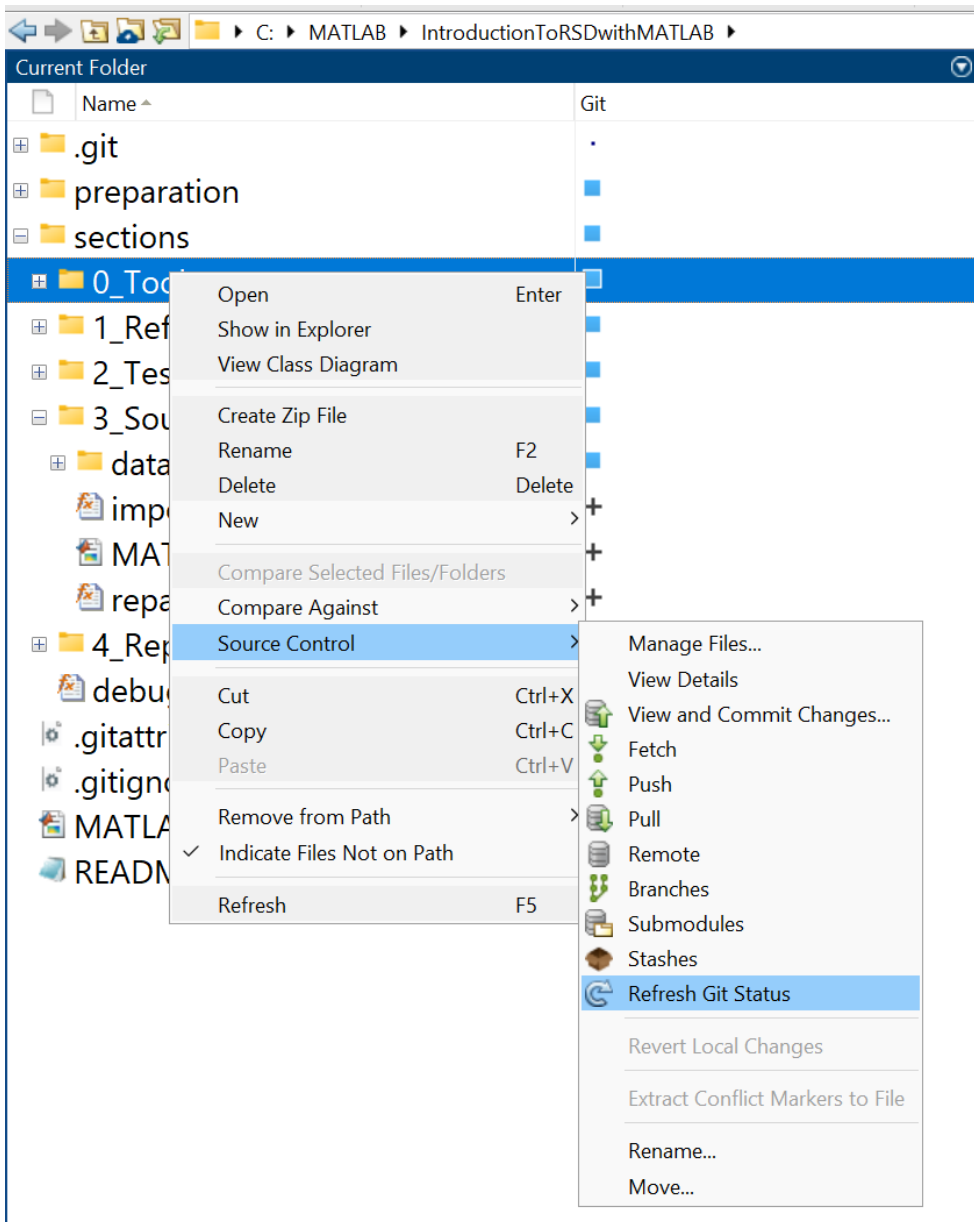 C: MATLAB IntroductionToRSDwithMATLAB
Current Folder
Name Git
.git
preparation
sections
0_Too
1_Ref
2_Tes
3_Sou
data
impo
MAT
repa
4_Rep
debug
.gitattr
.gitigno
MATLA
READM
Open Enter
Show in Explorer
View Class Diagram
Create Zip File
Rename F2
Delete Delete
New
Compare Selected Files/Folders
Compare Against
Source Control
Cut Ctrl+X
Copy Ctrl+C
Paste Ctrl+V
Remove from Path
Indicate Files Not on Path
Refresh F5
Manage Files...
View Details
View and Commit Changes...
Fetch
Push
Pull
Remote
Branches
Submodules
Stashes
Refresh Git Status
Revert Local Changes
Extract Conflict Markers to File
Rename...
Move...